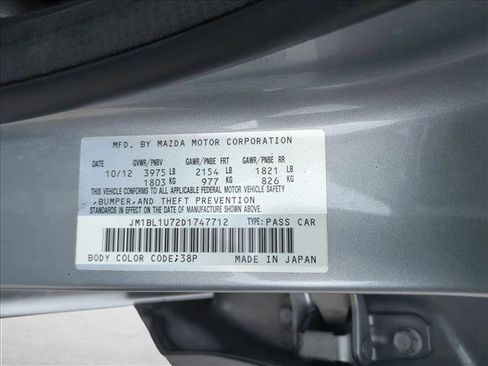 MFD. BY MAZDA MOTOR CORPORATION
DATE GVWR/PNBV GAWR/PNBE FRT GAWR/PNBE RR
10/12 3975 LB 2154 LB 1821 LB
1803 KG 977 KG 826 KG
THIS VEHICLE CONFORMS TO ALL APPLICABLE FEDERAL MOTOR VEHICLE SAFETY
,BUMPER,AND THEFT PREVENTION
STANDARDS IN EFFECT ON THE DATE OF MANUFACTURE SHOWN ABOVE
JM1BL1U72D1747712 TYPE:PASS CAR
BODY COLOR CODE;38P MADE IN JAPAN